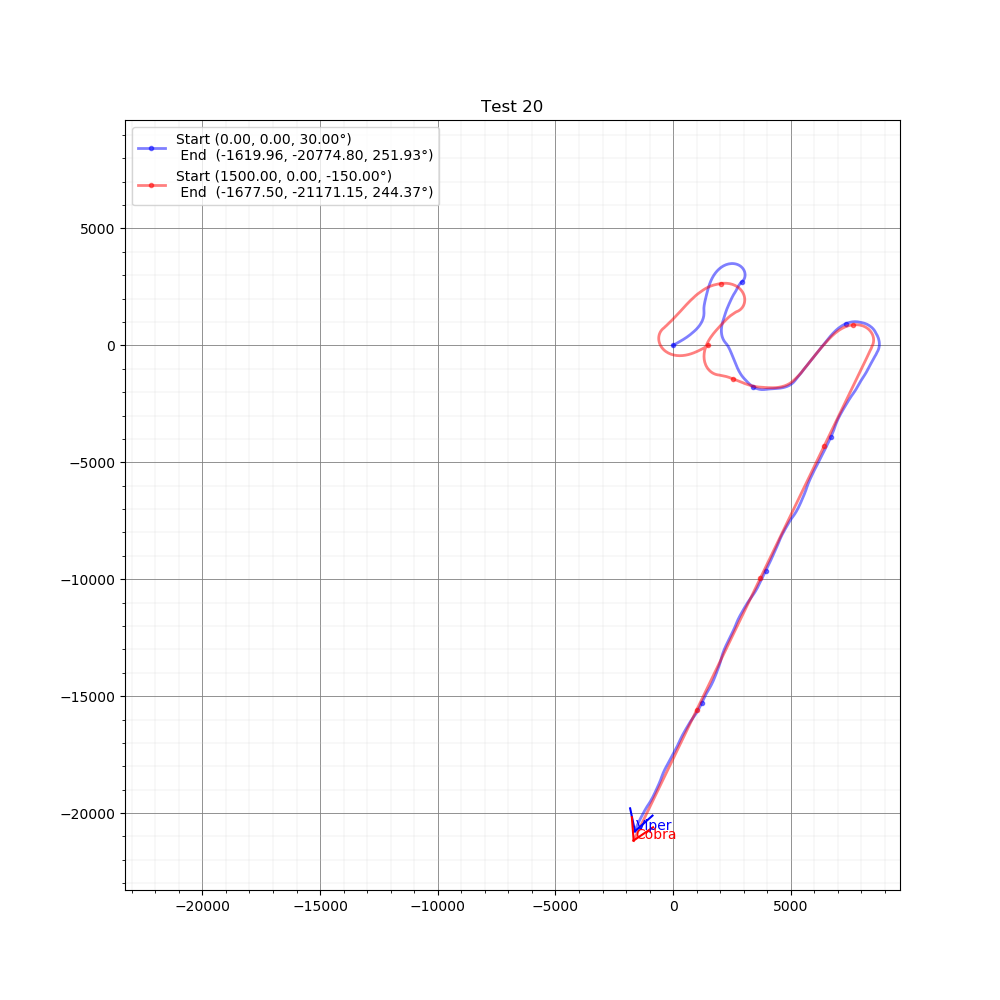 Test 20
Start (0.00, 0.00, 30.00°)
End  (-1619.96, -20774.80, 251.93°)
Start (1500.00, 0.00, -150.00°)
End  (-1677.50, -21171.15, 244.37°)
5000
0
−5000
−10000
−15000
−20000
Viper
Cobra
−20000
−15000
−10000
−5000
0
5000